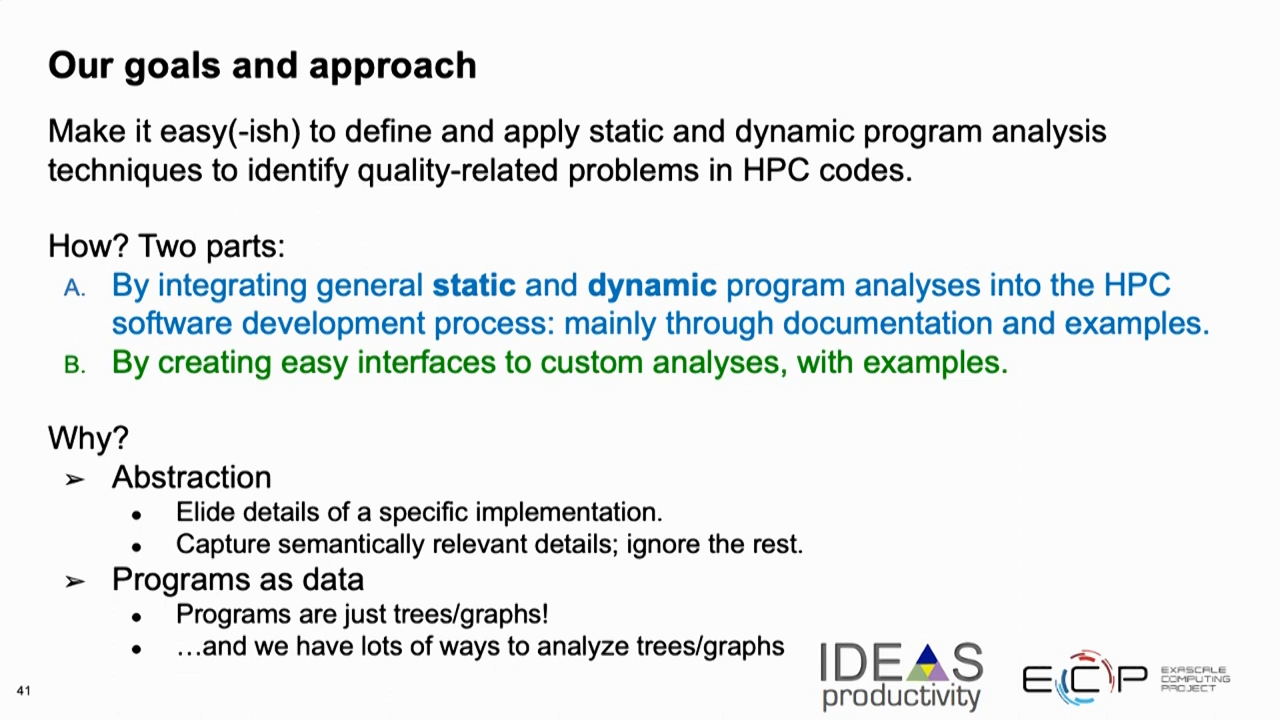 Our goals and approach
Make it easy(-ish) to define and apply static and dynamic program analysis
techniques to identify quality-related problems in HPC codes.
How? Two parts:
A. By integrating general static and dynamic program analyses into the HPC
software development process: mainly through documentation and examples.
B. By creating easy interfaces to custom analyses, with examples.
Why?
➢ Abstraction
• Elide details of a specific implementation.
• Capture semantically relevant details; ignore the rest.
➢ Programs as data
• Programs are just trees/graphs!
• …and we have lots of ways to analyze trees/graphs
41
IDEAS
productivity
ECP
EXASCALE
COMPUTING
PROJECT